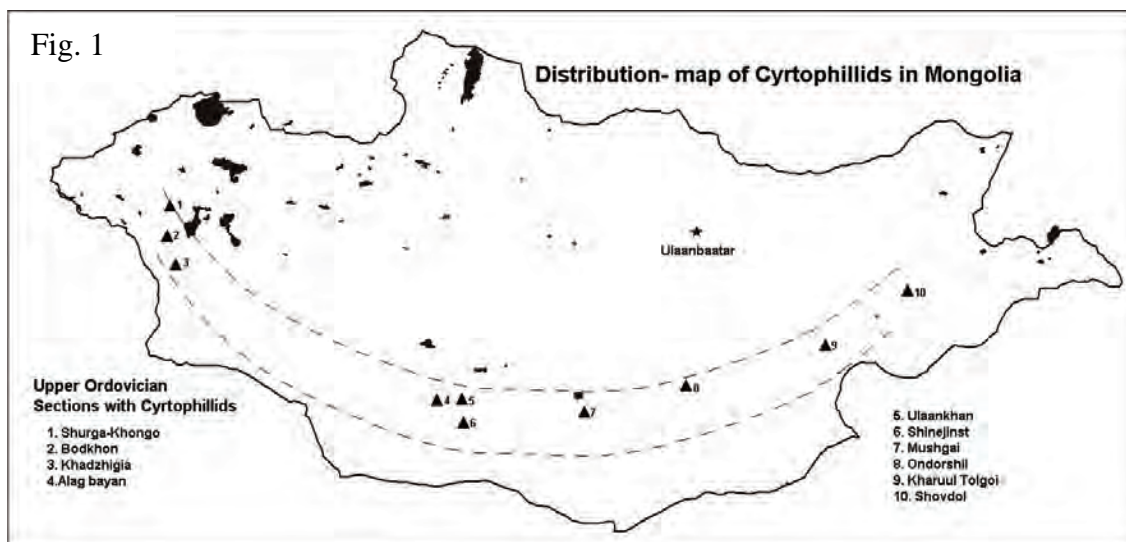 Fig. 1
Distribution- map of Cyrtophillids in Mongolia
1
2
3
Ulaanbaatar
10
9
8
4
5
7
6
Upper Ordovician
Sections with Cyrtophillids
1. Shurga-Khongo
2. Bodkhon
3. Khadzhigia
4.Alag bayan
5. Ulaankhan
6. Shinejinst
7. Mushgai
8. Ondorshil
9. Kharuul Tolgoi
10. Shovdol